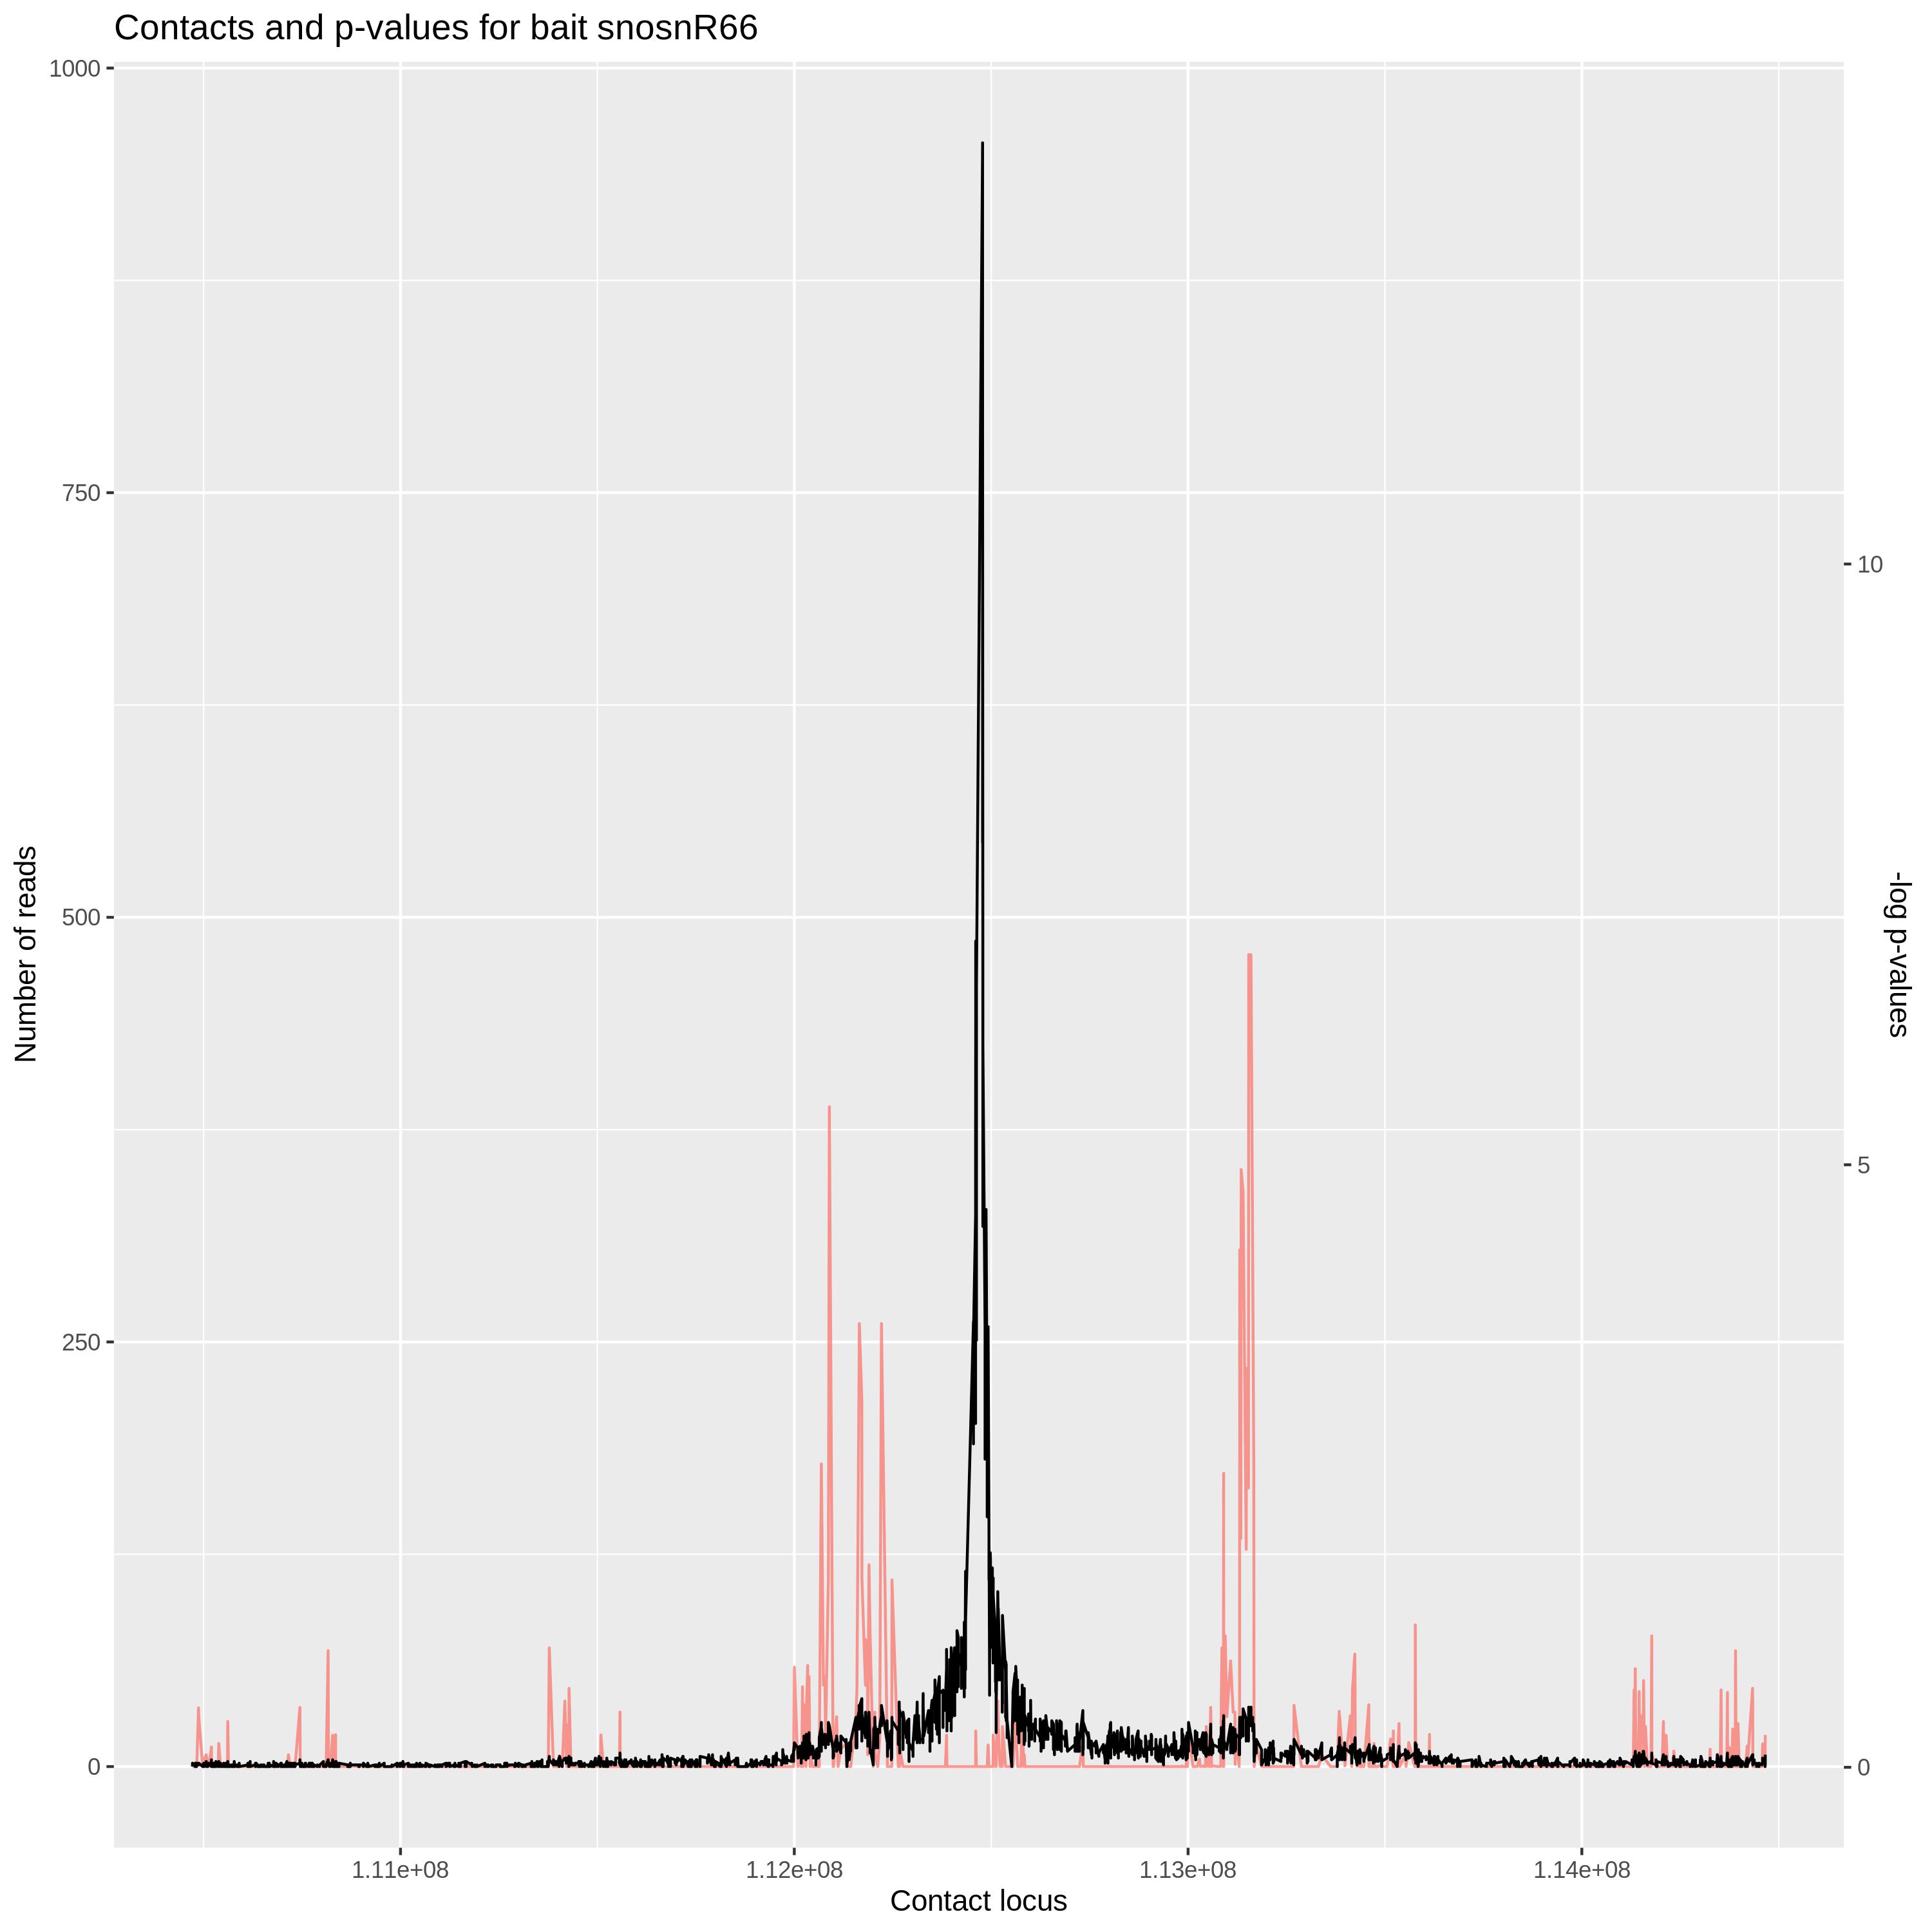 Contacts and p-values for bait snosnR66
1000
750
500
250
0
Number of reads
10
5
0
-log p-values
1.11e+08
1.12e+08
1.13e+08
1.14e+08
Contact locus